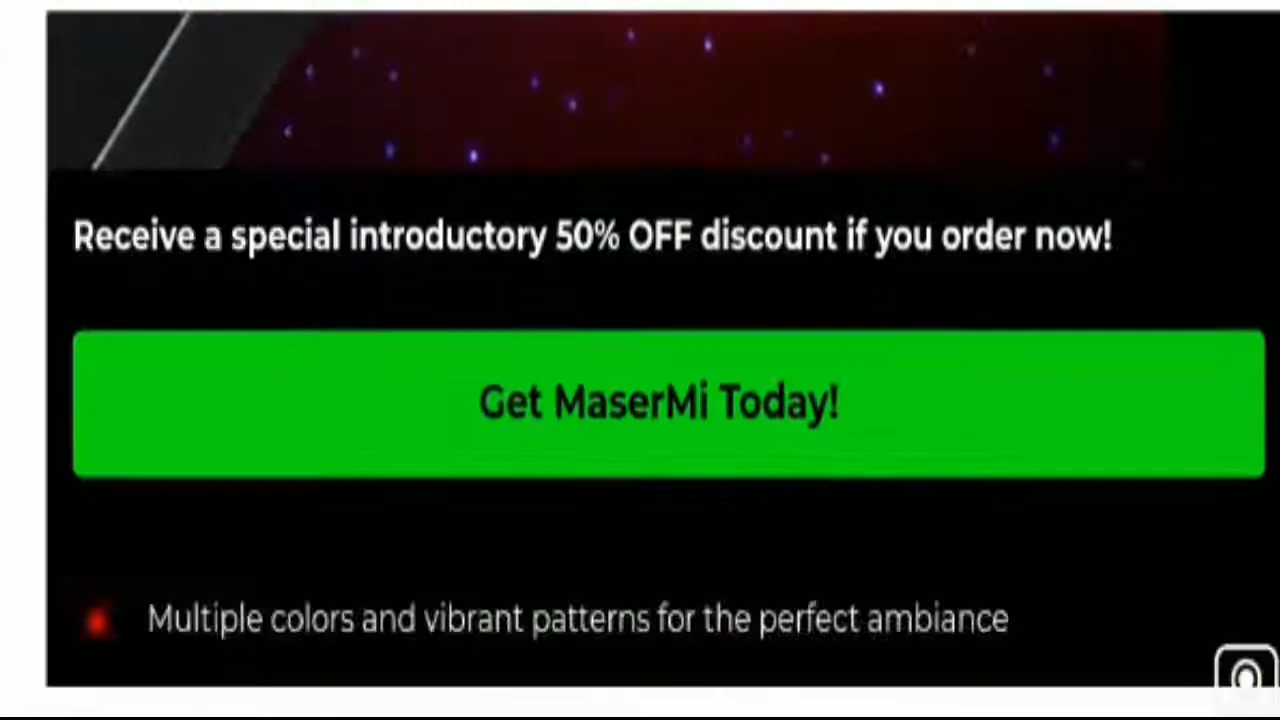 Receive a special introductory 50% OFF discount if you order now!
Get MaserMi Today!
Multiple colors and vibrant patterns for the perfect ambiance